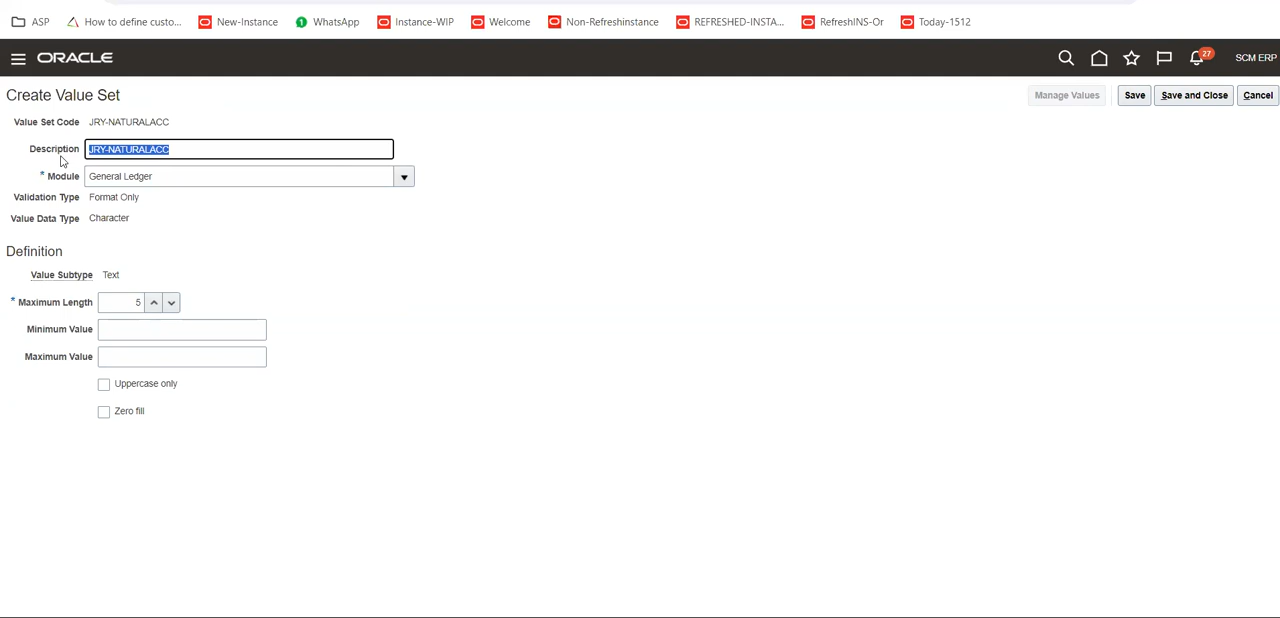 ASP How to define custo... New-Instance 1 WhatsApp Instance-WIP Welcome Non-Refreshinstance REFRESHED-INSTA... RefreshINS-Or Today-1512
ORACLE 27 SCM ERP
Create Value Set Manage Values Save Save and Close Cancel
Value Set Code JRY-NATURALACC
Description JRY-NATURALACC
* Module General Ledger
Validation Type Format Only
Value Data Type Character
Definition
Value Subtype Text
* Maximum Length 5
Minimum Value
Maximum Value
Uppercase only
Zero fill